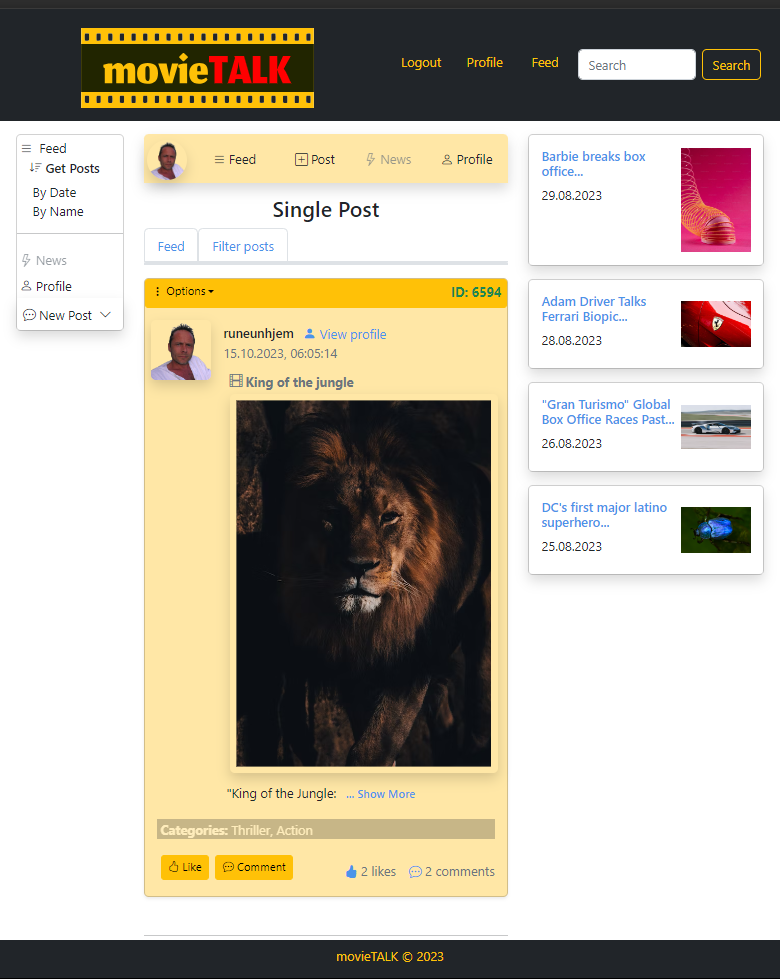 movieTALK
Logout Profile Feed Search Search
Feed
Get Posts
By Date
By Name
News
Profile
New Post
Feed Post News Profile
Single Post
Feed Filter posts
Options ID: 6594
runeunhjem View profile
15.10.2023, 06:05:14
King of the jungle
"King of the Jungle: ... Show More
Categories: Thriller, Action
Like Comment 2 likes 2 comments
Barbie breaks box
office...
29.08.2023
Adam Driver Talks
Ferrari Biopic...
28.08.2023
"Gran Turismo" Global
Box Office Races Past...
26.08.2023
DC's first major latino
superhero...
25.08.2023
movieTALK © 2023